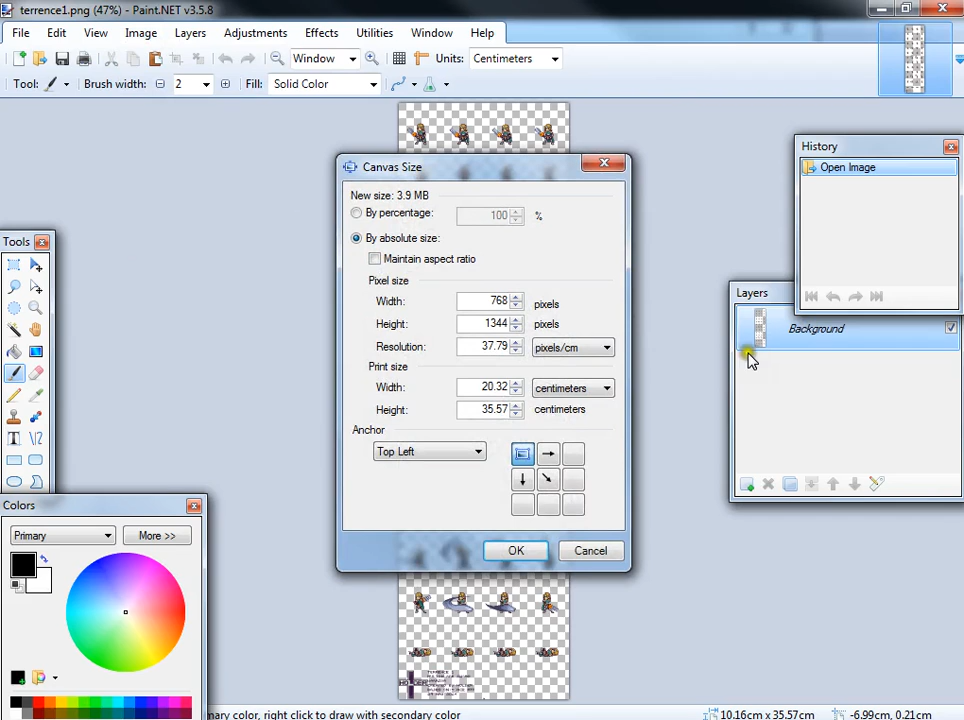 terrence1.png (47%) - Paint.NET v3.5.8
File Edit View Image Layers Adjustments Effects Utilities Window Help
Window Units: Centimeters
Tool: Brush width: 2 Fill: Solid Color
History
Open Image
Canvas Size
New size: 3.9 MB
By percentage: 100 %
By absolute size:
Maintain aspect ratio
Pixel size
Width: 768 pixels
Height: 1344 pixels
Resolution: 37.79 pixels/cm
Print size
Width: 20.32 centimeters
Height: 35.57 centimeters
Anchor
Top Left
OK Cancel
Tools
Layers
Background
Colors
Primary More >>
mary color, right click to draw with secondary color
10.16cm x 35.57cm
-6.99cm, 0.21cm